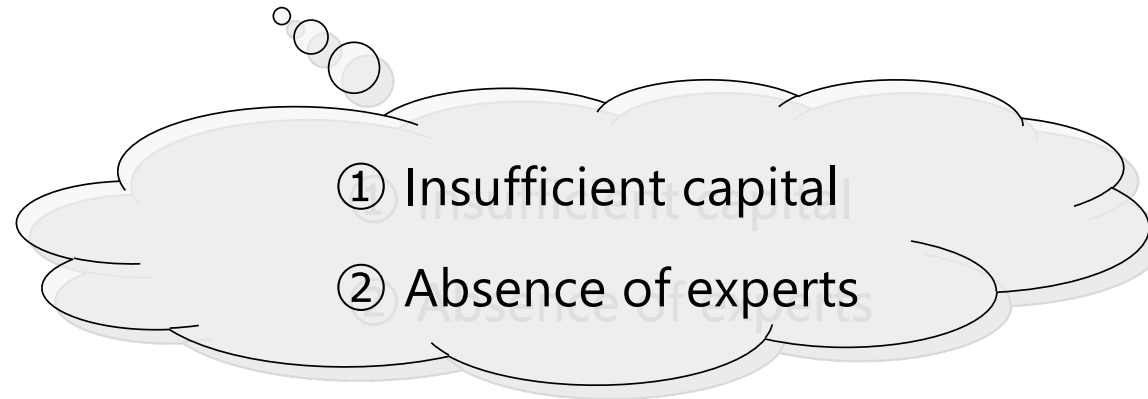 ① Insufficient capital
② Absence of experts